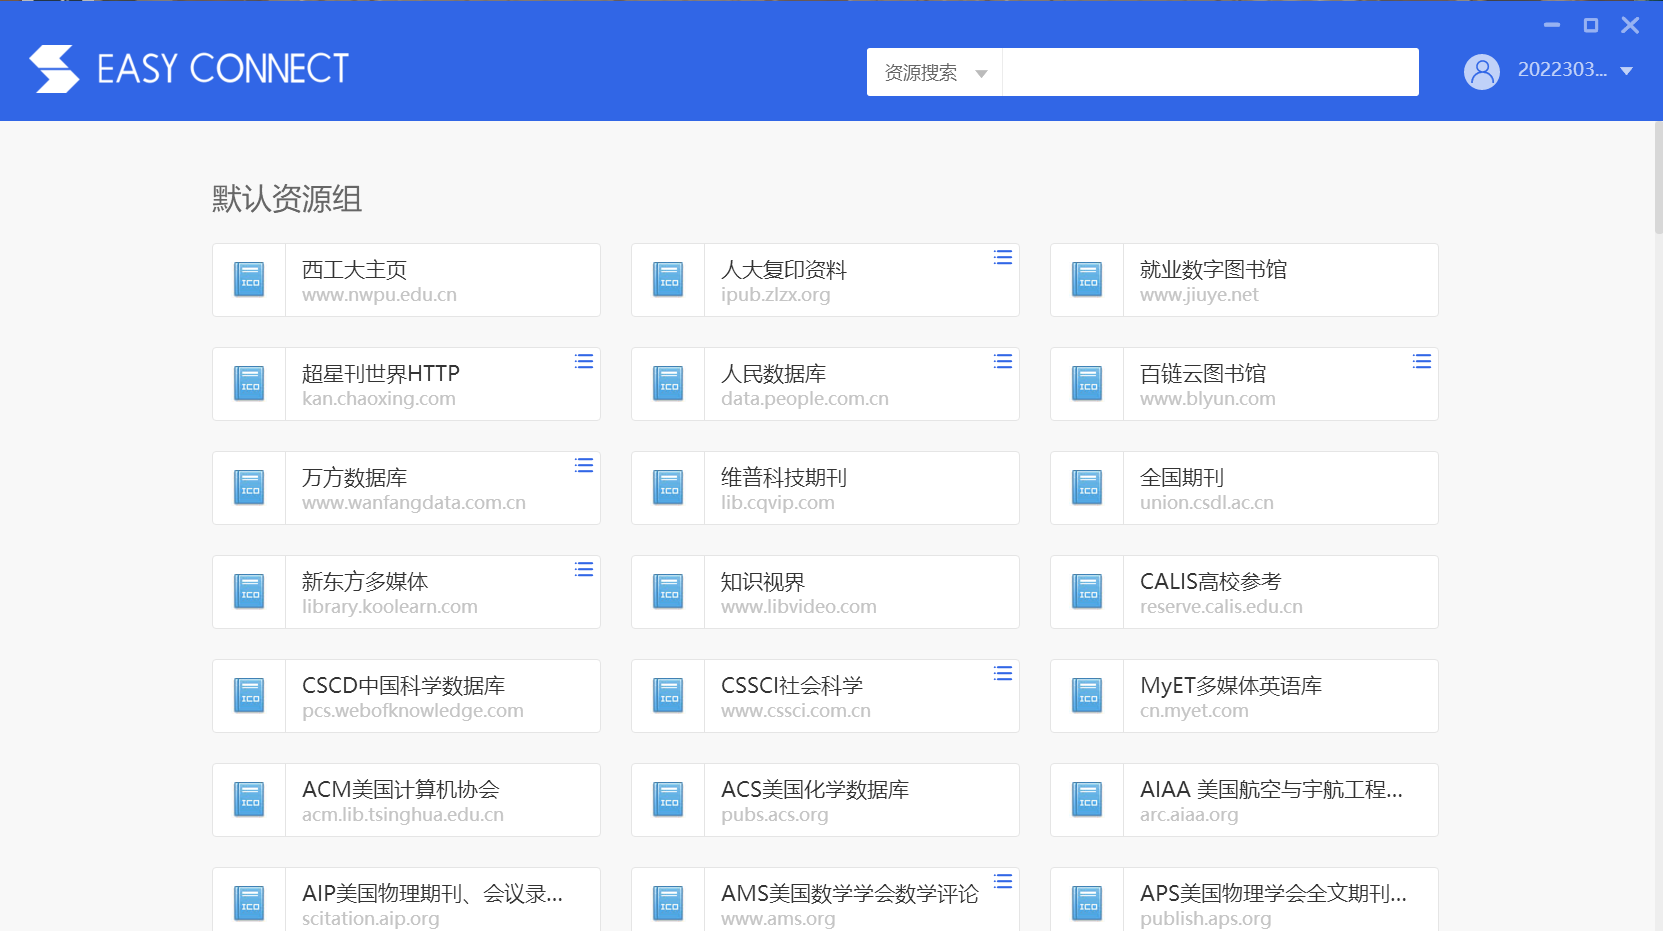 EASY CONNECT
资源搜索
2022303...
默认资源组
ICO
西工大主页
www.nwpu.edu.cn
ICO
人大复印资料
ipub.zlzx.org
ICO
就业数字图书馆
www.jiuye.net
ICO
超星刊世界HTTP
kan.chaoxing.com
ICO
人民数据库
data.people.com.cn
ICO
百链云图书馆
www.blyun.com
ICO
万方数据库
www.wanfangdata.com.cn
ICO
维普科技期刊
lib.cqvip.com
ICO
全国期刊
union.csdl.ac.cn
ICO
新东方多媒体
library.koolearn.com
ICO
知识视界
www.libvideo.com
ICO
CALIS高校参考
reserve.calis.edu.cn
ICO
CSCD中国科学数据库
pcs.webofknowledge.com
ICO
CSSCI社会科学
www.cssci.com.cn
ICO
MyET多媒体英语库
cn.myet.com
ICO
ACM美国计算机协会
acm.lib.tsinghua.edu.cn
ICO
ACS美国化学数据库
pubs.acs.org
ICO
AIAA 美国航空与宇航工程...
arc.aiaa.org
ICO
AIP美国物理期刊、会议录...
scitation.aip.org
ICO
AMS美国数学学会数学评论
www.ams.org
ICO
APS美国物理学会全文期刊...
publish.aps.org